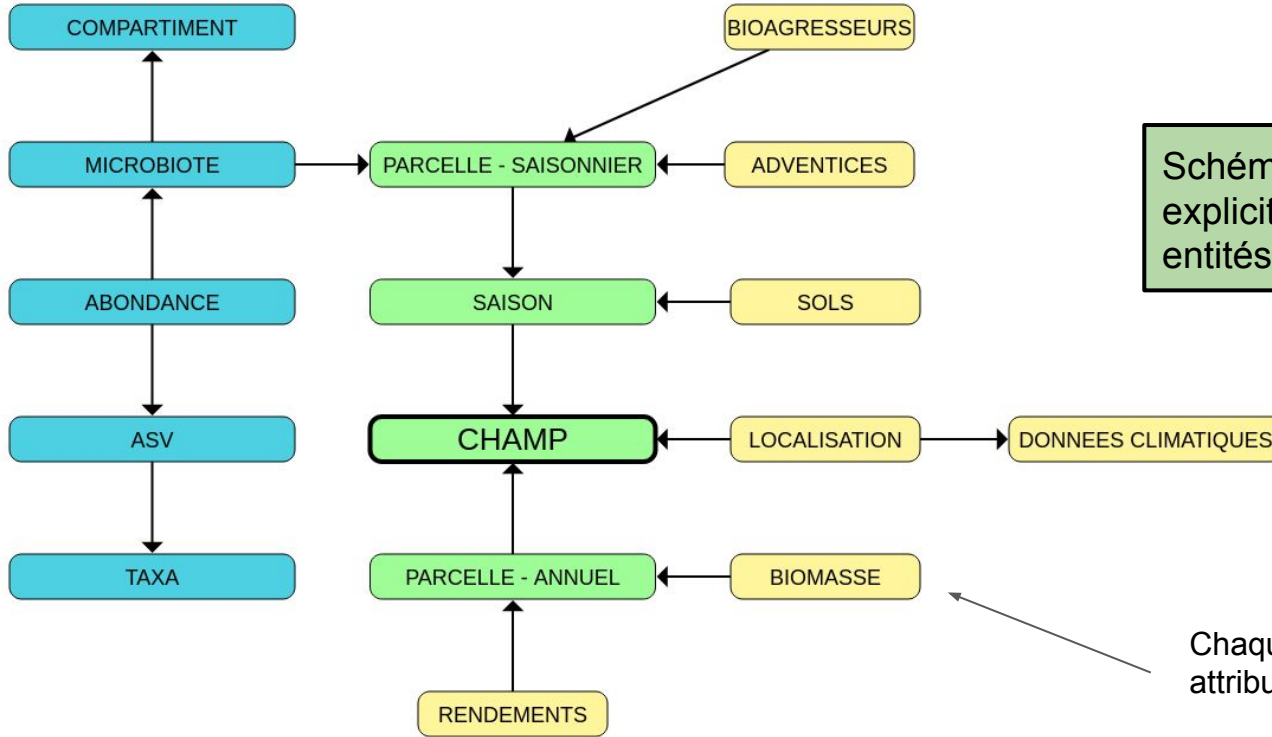 COMPARTIMENT
BIOAGRESSEURS
MICROBIOTE
PARCELLE - SAISONNIER
ADVENTICES
Schém
explicit
entités
ABONDANCE
SAISON
SOLS
ASV
CHAMP
LOCALISATION
DONNEES CLIMATIQUES
TAXA
PARCELLE - ANNUEL
BIOMASSE
Chaqu
attribu
RENDEMENTS